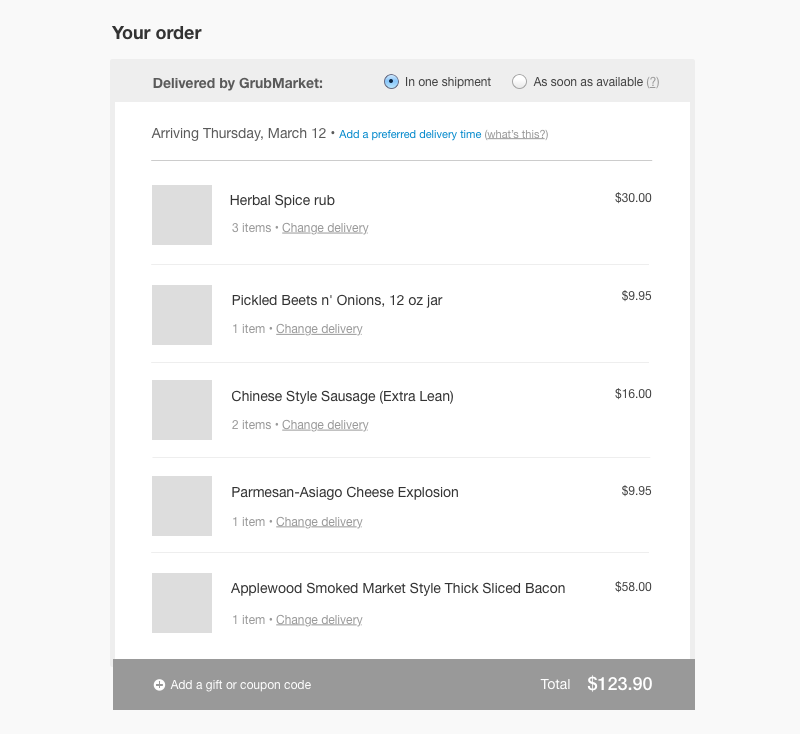 Your order
Delivered by GrubMarket: In one shipment As soon as available (?)
Arriving Thursday, March 12 • Add a preferred delivery time (what's this?)
Herbal Spice rub $30.00
3 items • Change delivery
Pickled Beets n' Onions, 12 oz jar $9.95
1 item • Change delivery
Chinese Style Sausage (Extra Lean) $16.00
2 items • Change delivery
Parmesan-Asiago Cheese Explosion $9.95
1 item • Change delivery
Applewood Smoked Market Style Thick Sliced Bacon $58.00
1 item • Change delivery
Add a gift or coupon code Total $123.90